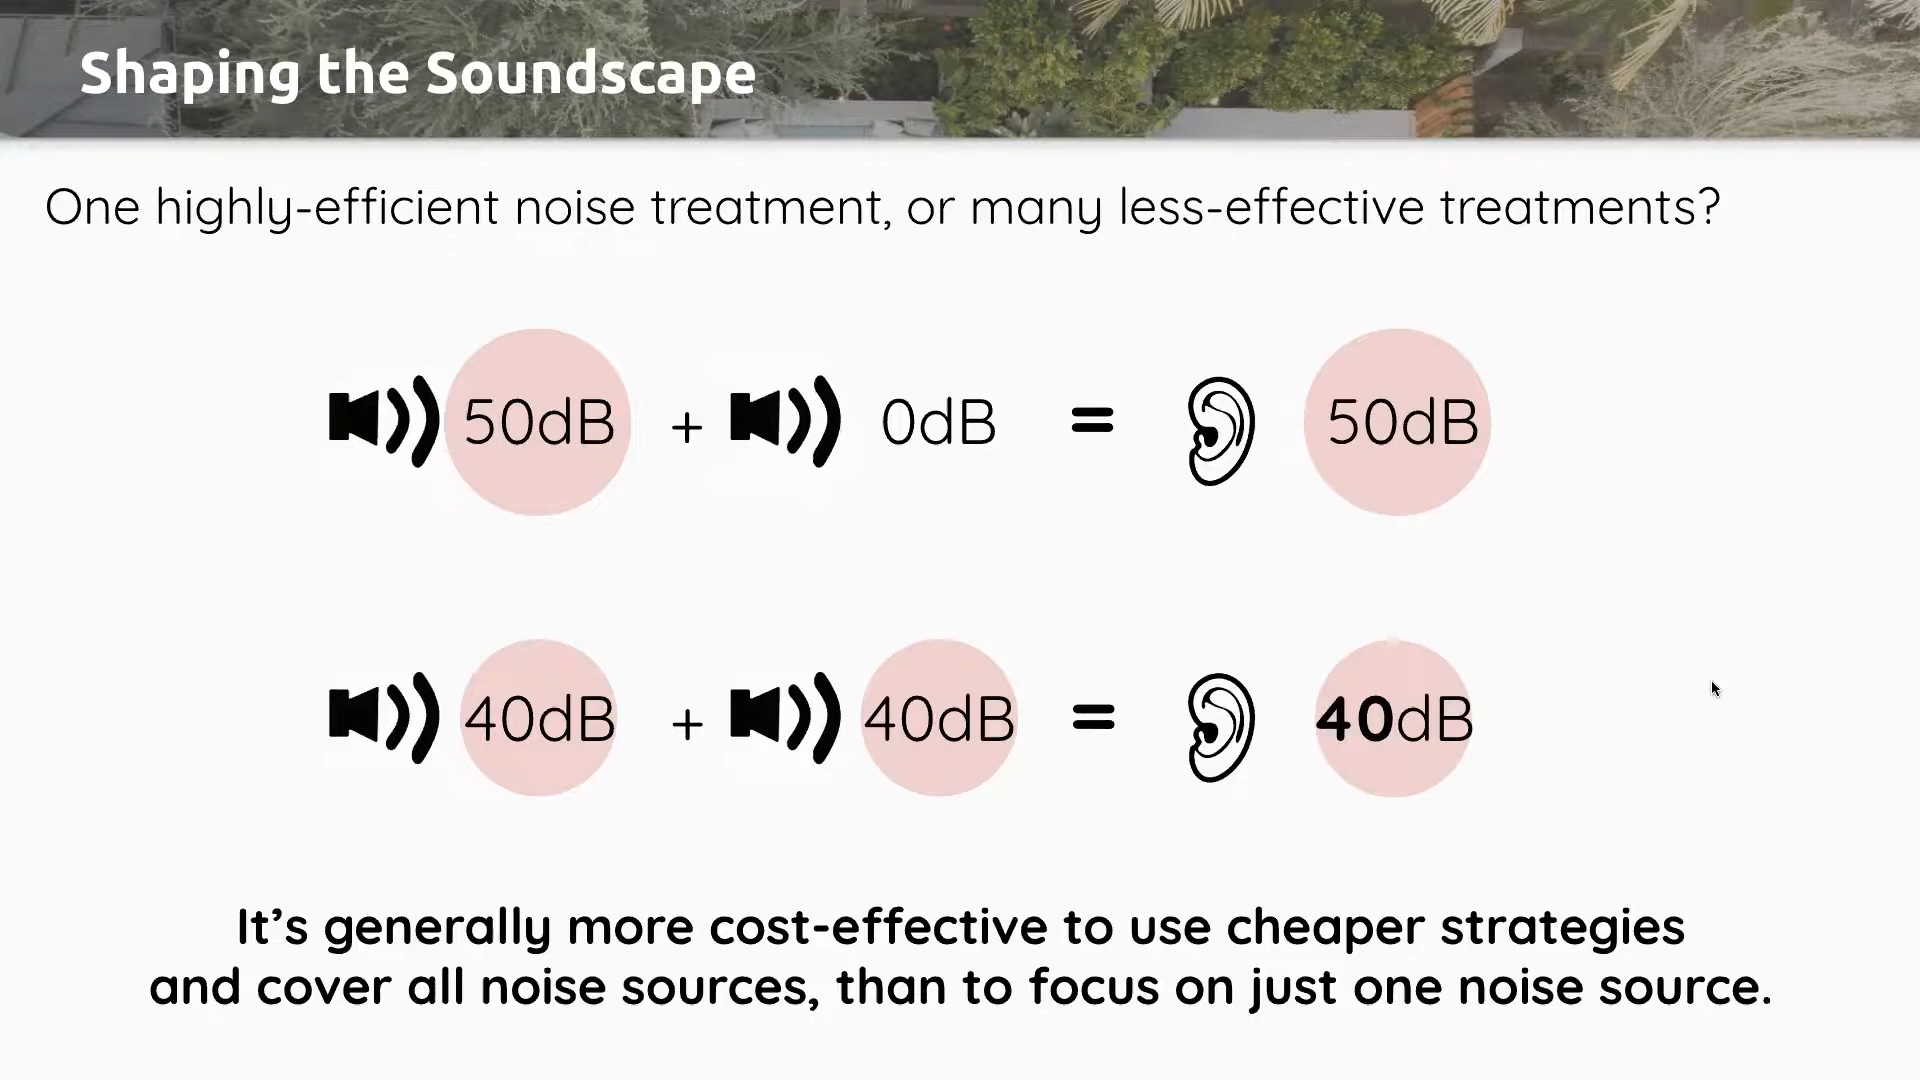 Shaping the Soundscape
One highly-efficient noise treatment, or many less-effective treatments?
50dB + 0dB = 50dB
40dB + 40dB = 40dB
It's generally more cost-effective to use cheaper strategies
and cover all noise sources, than to focus on just one noise source.